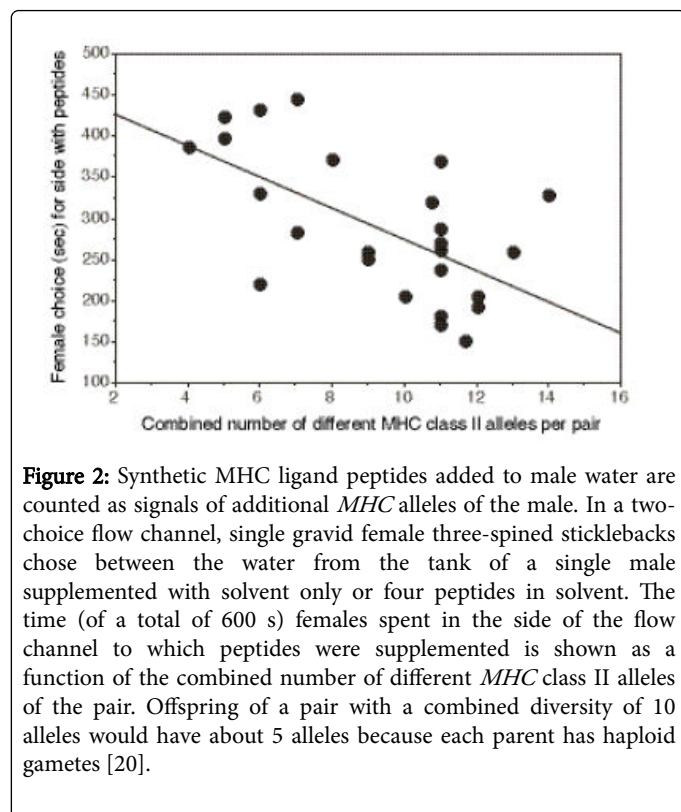 500
450
400
350
300
250
200
150
100
Female choice (sec) for side with peptides
2 4 6 8 10 12 14 16
Combined number of different MHC class II alleles per pair
Figure 2: Synthetic MHC ligand peptides added to male water are
counted as signals of additional MHC alleles of the male. In a two-
choice flow channel, single gravid female three-spined sticklebacks
chose between the water from the tank of a single male
supplemented with solvent only or four peptides in solvent. The
time (of a total of 600 s) females spent in the side of the flow
channel to which peptides were supplemented is shown as a
function of the combined number of different MHC class II alleles
of the pair. Offspring of a pair with a combined diversity of 10
alleles would have about 5 alleles because each parent has haploid
gametes [20].